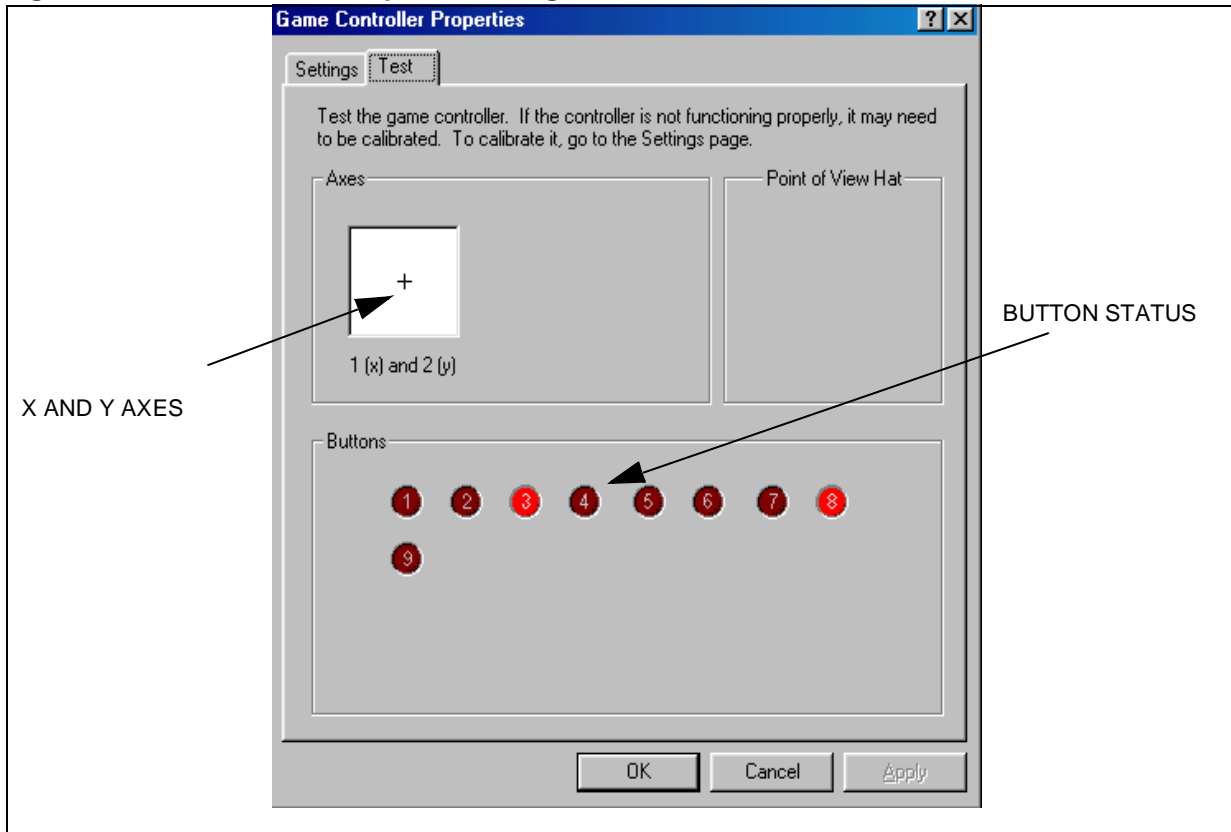 Game Controller Properties
Settings Test
Test the game controller. If the controller is not functioning properly, it may need
to be calibrated. To calibrate it, go to the Settings page.
Axes
Point of View Hat
1 (x) and 2 (y)
X AND Y AXES
BUTTON STATUS
Buttons
1 2 3 4 5 6 7 8
9
OK Cancel Apply